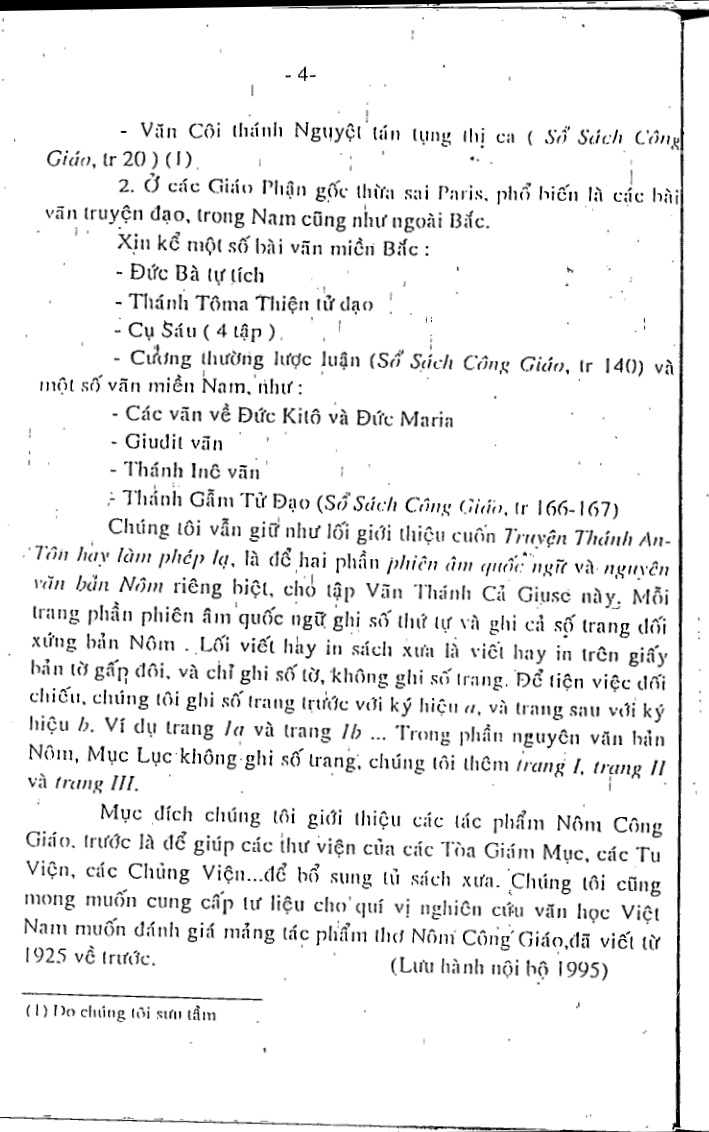 - 4-
- Văn Côi thánh Nguyệt tán tụng thị ca ( Sổ Sách Công
Giáo, tr 20 ) (1)
2. Ở các Giáo Phận gốc thừa sai Paris, phổ biến là các bài
vãn truyện đạo, trong Nam cũng như ngoài Bắc.
Xin kể một số bài vãn miền Bắc :
- Đức Bà tự tích
- Thánh Tôma Thiện tử đạo
- Cụ Sáu ( 4 tập )
- Cương thường lược luận (Sổ Sách Công Giáo, tr 140) và
một số vãn miền Nam, như :
- Các vãn về Đức Kitô và Đức Maria
- Giudit vãn
- Thánh Inê vãn
- Thánh Gẫm Tử Đạo (Sổ Sách Công Giáo, tr 166-167)
Chúng tôi vẫn giữ như lối giới thiệu cuốn Truyện Thánh An-
Tôn hay làm phép lạ, là để hai phần phiên âm quốc ngữ và nguyên
văn bản Nôm riêng biệt, cho tập Vãn Thánh Cả Giuse này. Mỗi
trang phần phiên âm quốc ngữ ghi số thứ tự và ghi cả số trang đối
xứng bản Nôm . Lối viết hay in sách xưa là viết hay in trên giấy
bản tờ gấp đôi, và chỉ ghi số tờ, không ghi số trang. Để tiện việc đối
chiếu, chúng tôi ghi số trang trước với ký hiệu a, và trang sau với ký
hiệu b. Ví dụ trang 1a và trang 1b ... Trong phần nguyên văn bản
Nôm, Mục Lục không ghi số trang, chúng tôi thêm trang I, trang II
và trang III.
Mục đích chúng tôi giới thiệu các tác phẩm Nôm Công
Giáo, trước là để giúp các thư viện của các Tòa Giám Mục, các Tu
Viện, các Chủng Viện...để bổ sung tủ sách xưa. Chúng tôi cũng
mong muốn cung cấp tư liệu cho quí vị nghiên cứu văn học Việt
Nam muốn đánh giá mảng tác phẩm thơ Nôm Công Giáo,đã viết từ
1925 về trước.
(Lưu hành nội bộ 1995)
(1) Do chúng tôi sưu tầm